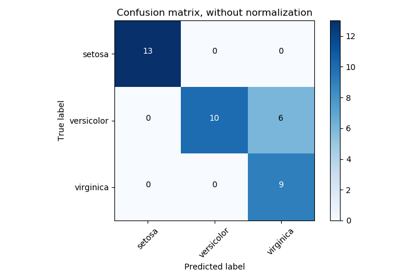 Confusion matrix, without normalization
True label
setosa
13
0
0
versicolor
0
10
6
virginica
0
0
9
setosa
versicolor
virginica
Predicted label
12
10
8
6
4
2
0